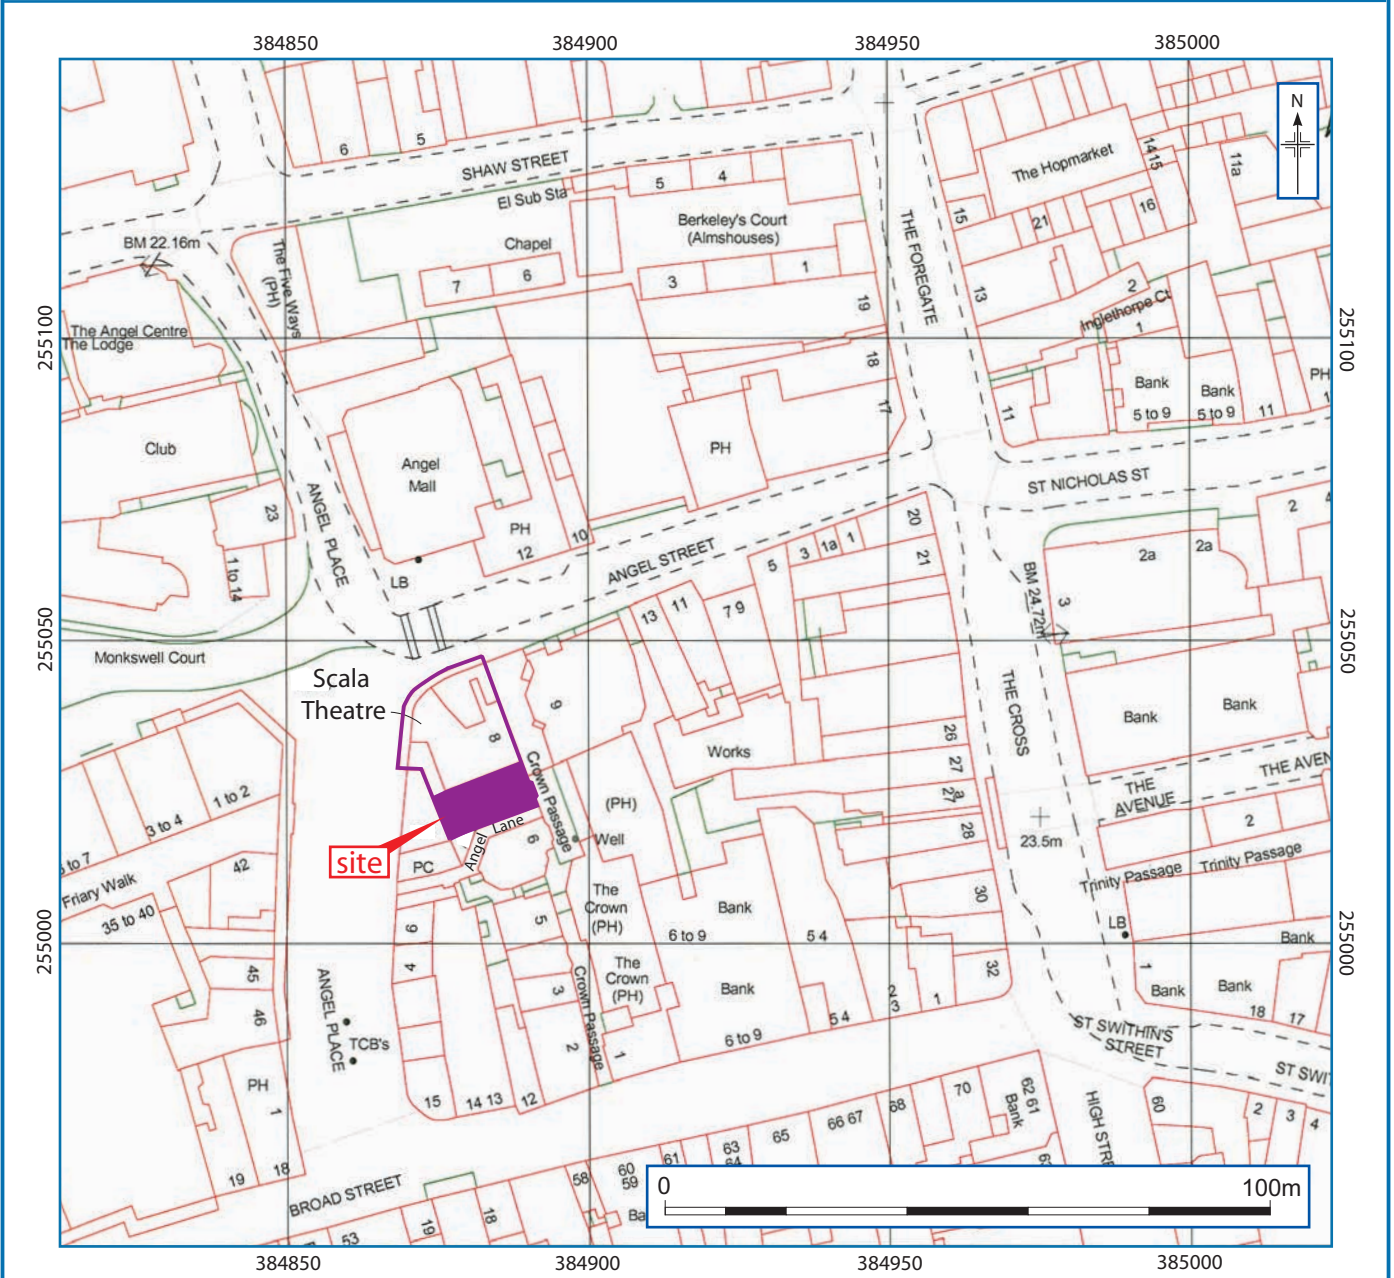 384850 384900 384950 385000
N
6 5
SHAW STREET
El Sub Sta
5 4
The Hopmarket
14 15
11a
15
21
16
Berkeley's Court
(Almshouses)
THE FOREGATE
BM 22.16m
The Five Ways
(PH)
Chapel
7 6
3 1
19
13
2
Inglethorpe Ct
1
255100
255100
The Angel Centre
The Lodge
18
17
11
Bank
5 to 9
Bank
5 to 9
11
PH
Club
Angel
Mall
PH
PH
12
10
23
1 to 14
ANGEL PLACE
LB
ANGEL STREET
ST NICHOLAS ST
20
21
5 3 1a 1
2a 2a
2
4
BM 24.72m
3
255050
255050
13 11 7 9
Monkswell Court
Scala
Theatre
8
9
Crown Passage
Works
THE CROSS
26
27
27a
28
30
32
Bank
Bank
THE
AVENUE
THE AVEN
2
23.5m
Trinity Passage
Trinity Passage
1 to 2
3 to 4
to 7
42
Friary Walk
35 to 40
site
PC
Angel Lane
6
(PH)
Well
The
Crown
(PH)
Bank
6 to 9
5 4
LB
Bank
255000
255000
6
4
5
3
2
Crown Passage
The
Crown
(PH)
1
Bank
6 to 9
5 4
2
3
1
1
Bank
Bank
18 17
45
46
ANGEL PLACE
TCB's
PH
1
19 18
15
14 13
12
ST SWITHIN'S
STREET
ST SWI
HIGH STRE
60
2 3 4
62 61
Bank
70
68
66 67
65
63
64
61
60
59
58
BROAD STREET
53
19
18
Ba
0 100m
384850 384900 384950 385000